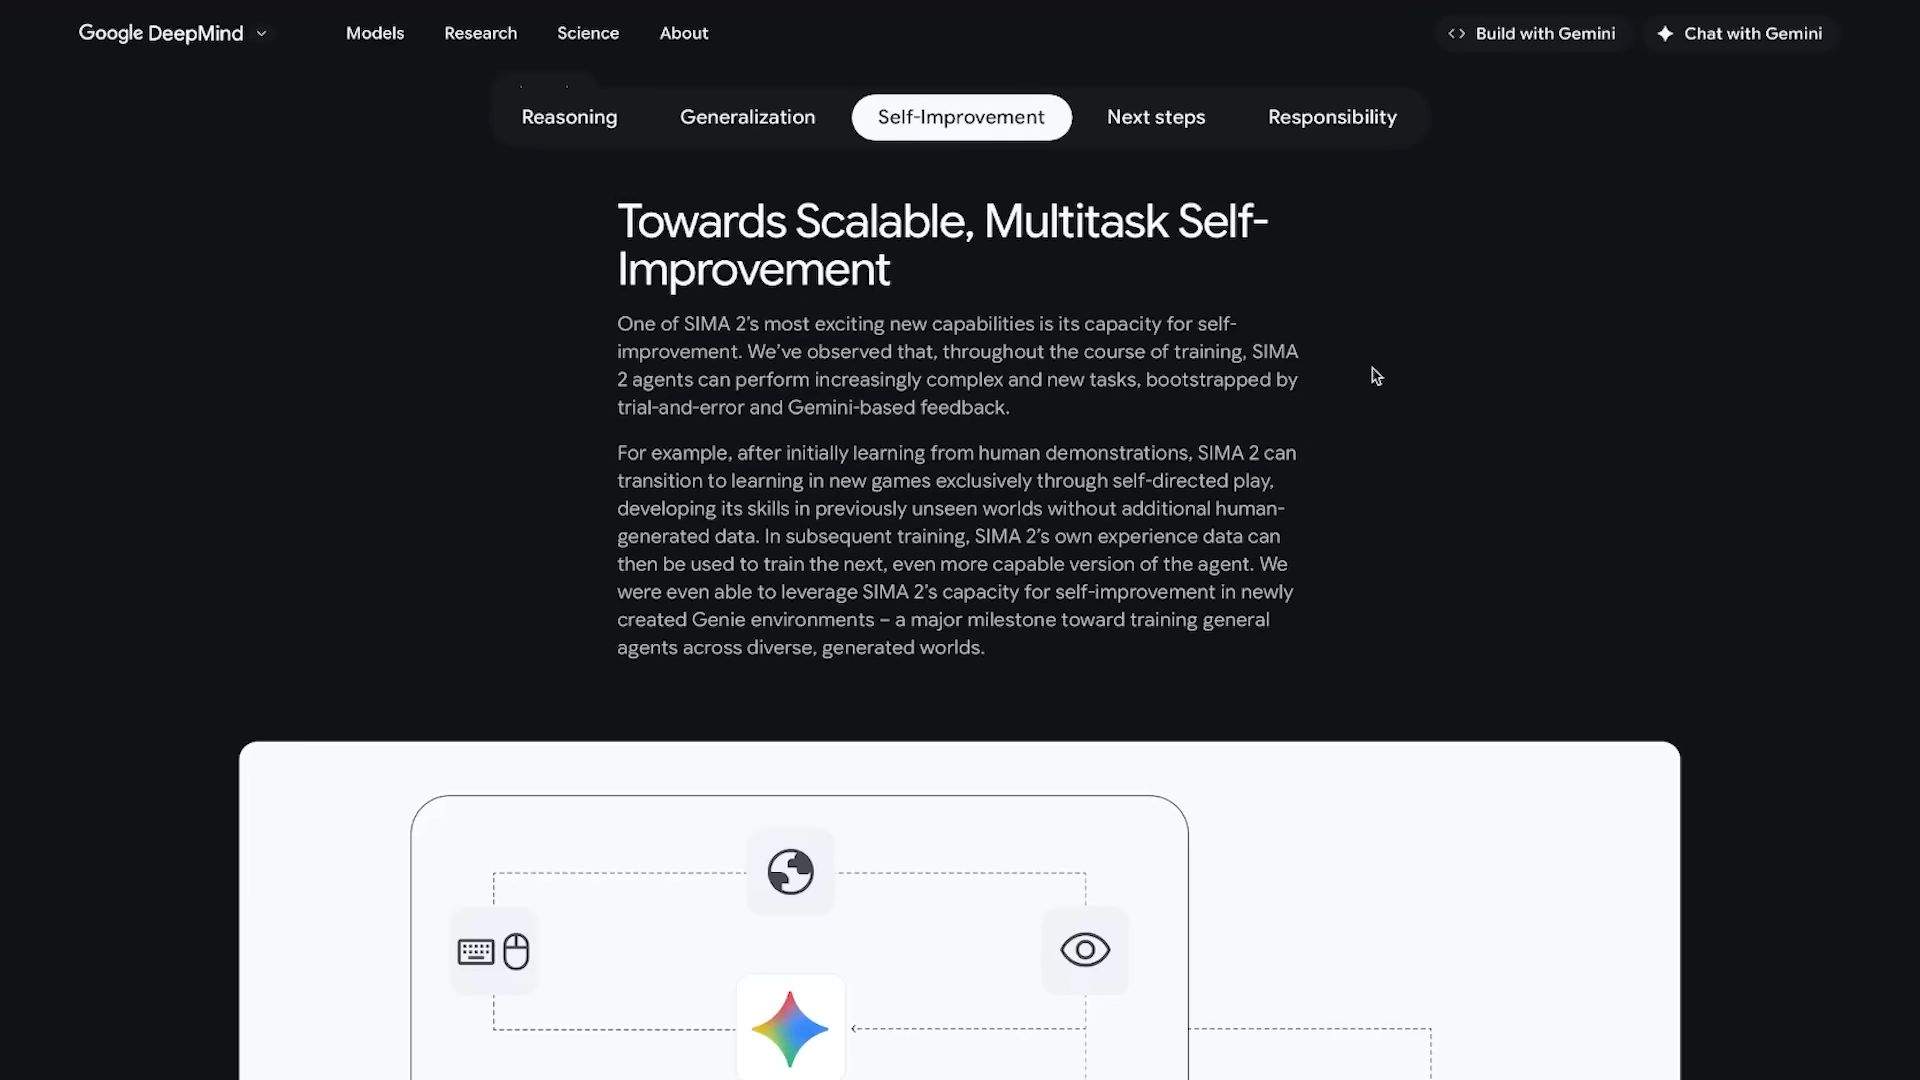 Google DeepMind
Models
Research
Science
About
Build with Gemini
Chat with Gemini
Reasoning
Generalization
Self-Improvement
Next steps
Responsibility
Towards Scalable, Multitask Self-
Improvement
One of SIMA 2’s most exciting new capabilities is its capacity for self-
improvement. We’ve observed that, throughout the course of training, SIMA
2 agents can perform increasingly complex and new tasks, bootstrapped by
trial-and-error and Gemini-based feedback.
For example, after initially learning from human demonstrations, SIMA 2 can
transition to learning in new games exclusively through self-directed play,
developing its skills in previously unseen worlds without additional human-
generated data. In subsequent training, SIMA 2’s own experience data can
then be used to train the next, even more capable version of the agent. We
were even able to leverage SIMA 2’s capacity for self-improvement in newly
created Genie environments – a major milestone toward training general
agents across diverse, generated worlds.